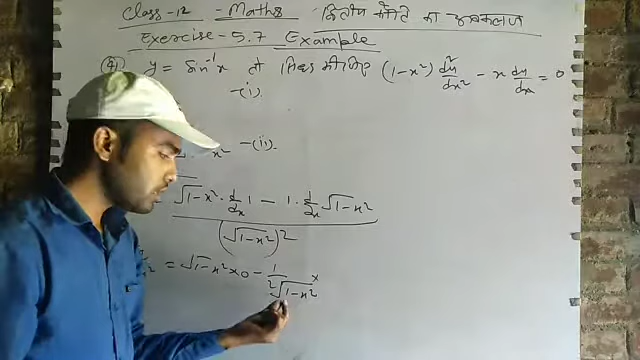 Class-12 - Maths द्वितीय कोटि का अवकलज
Exercise-5.7 Example
y = sin⁻¹x तो सिद्ध कीजिए (1-x²) d²y/dx² - x dy/dx = 0
-(i)
x² -(ii)
√1-x² · d/dx 1 - 1 · d/dx √1-x²
(√1-x²)²
= √1-x² × 0 - 1/2√1-x² ×